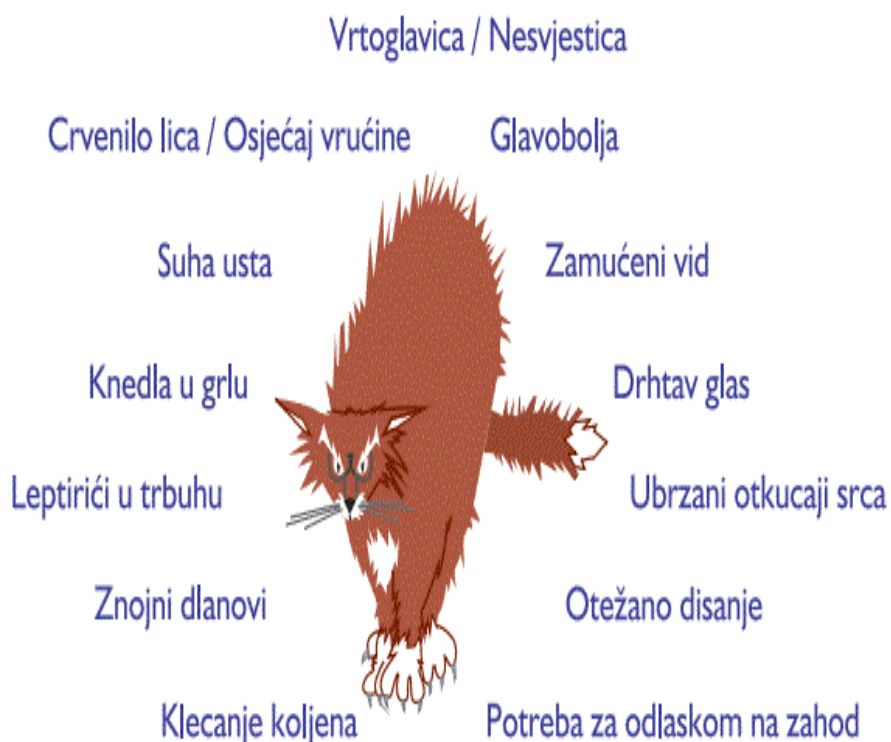 Vrtoglavica / Nesvjestica
Crvenilo lica / Osjećaj vrućine
Glavobolja
Suha usta
Zamućeni vid
Knedla u grlu
Drhtav glas
Leptirići u trbuhu
Ubrzani otkucaji srca
Znojni dlanovi
Otežano disanje
Klecanje koljena
Potreba za odlaskom na zahod